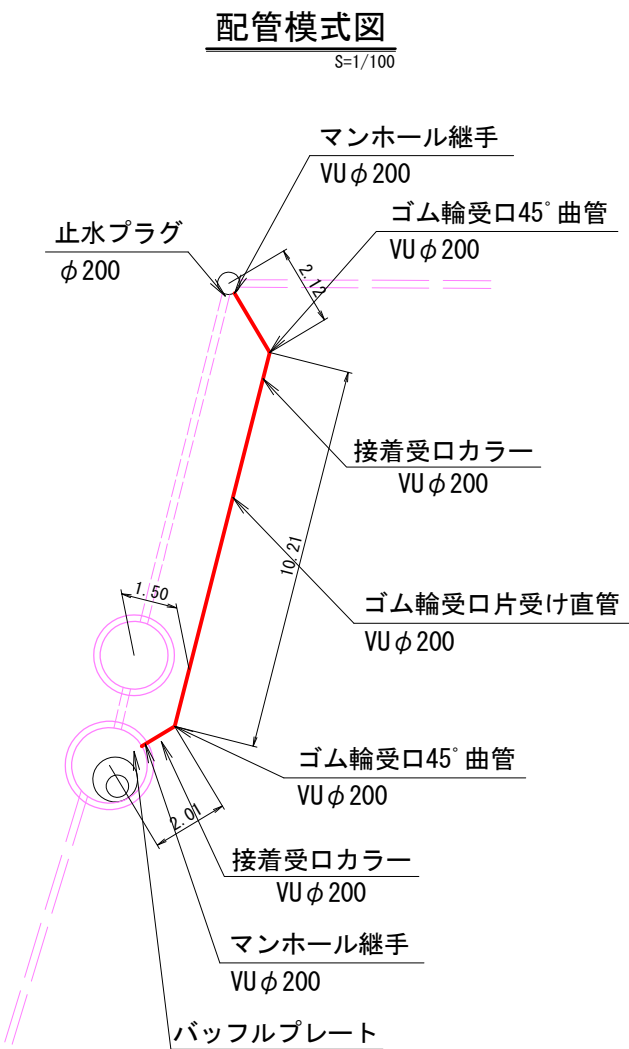 配管模式図
S=1/100
マンホール継手
VUφ200
ゴム輪受口45°曲管
VUφ200
止水プラグ
φ200
2.12
接着受口カラー
VUφ200
10.21
1.50
ゴム輪受口片受け直管
VUφ200
ゴム輪受口45°曲管
VUφ200
2.01
接着受口カラー
VUφ200
マンホール継手
VUφ200
バッフルプレート